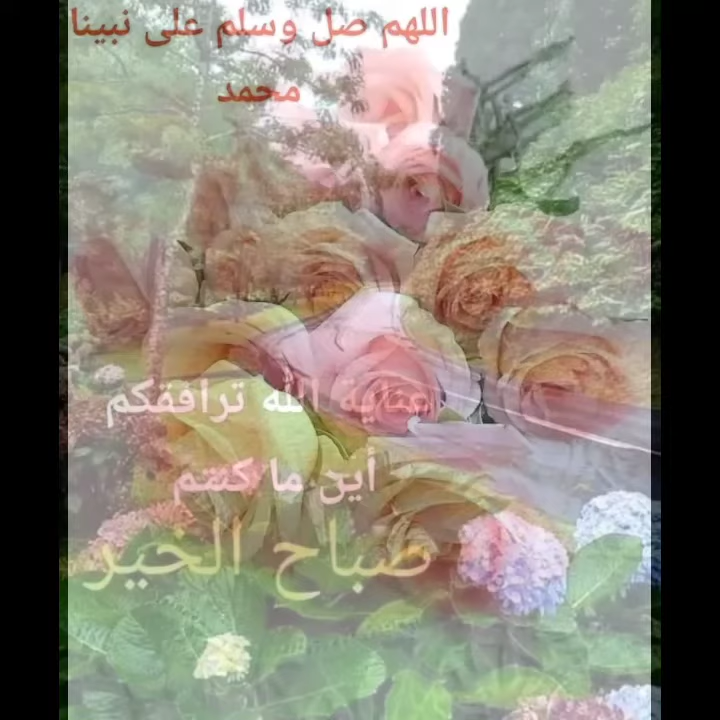 اللهم صل وسلم على نبينا
محمد
عناية الله ترافقكم
أين ما كنتم
صباح الخير